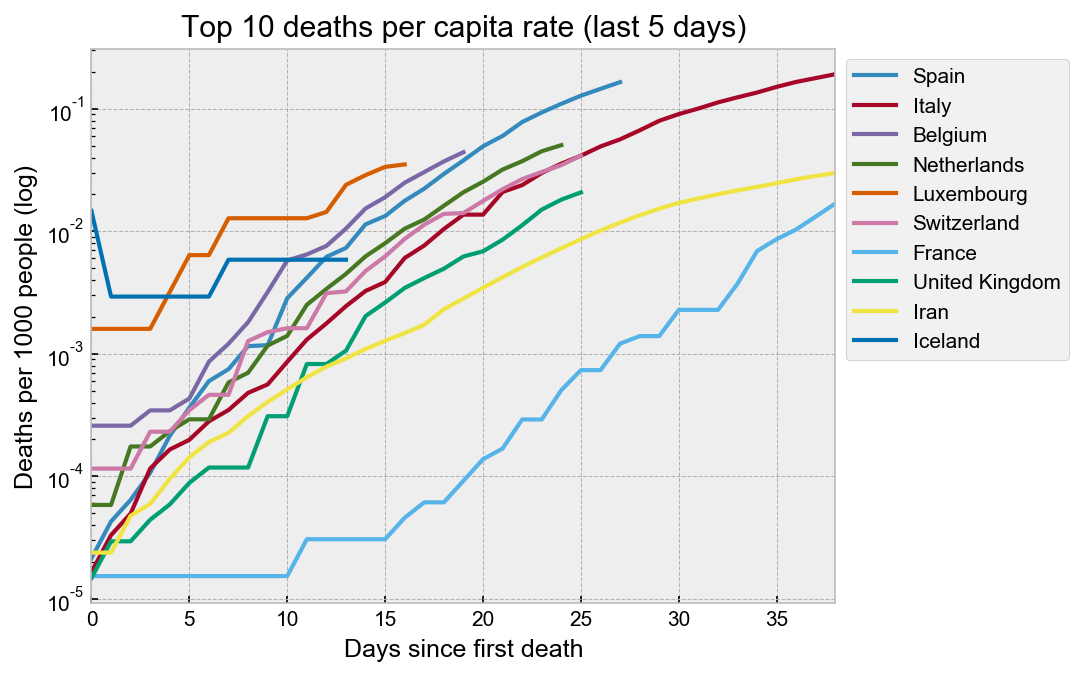 Top 10 deaths per capita rate (last 5 days)
Deaths per 1000 people (log)
10^-1
10^-2
10^-3
10^-4
10^-5
0 5 10 15 20 25 30 35
Days since first death
Spain
Italy
Belgium
Netherlands
Luxembourg
Switzerland
France
United Kingdom
Iran
Iceland